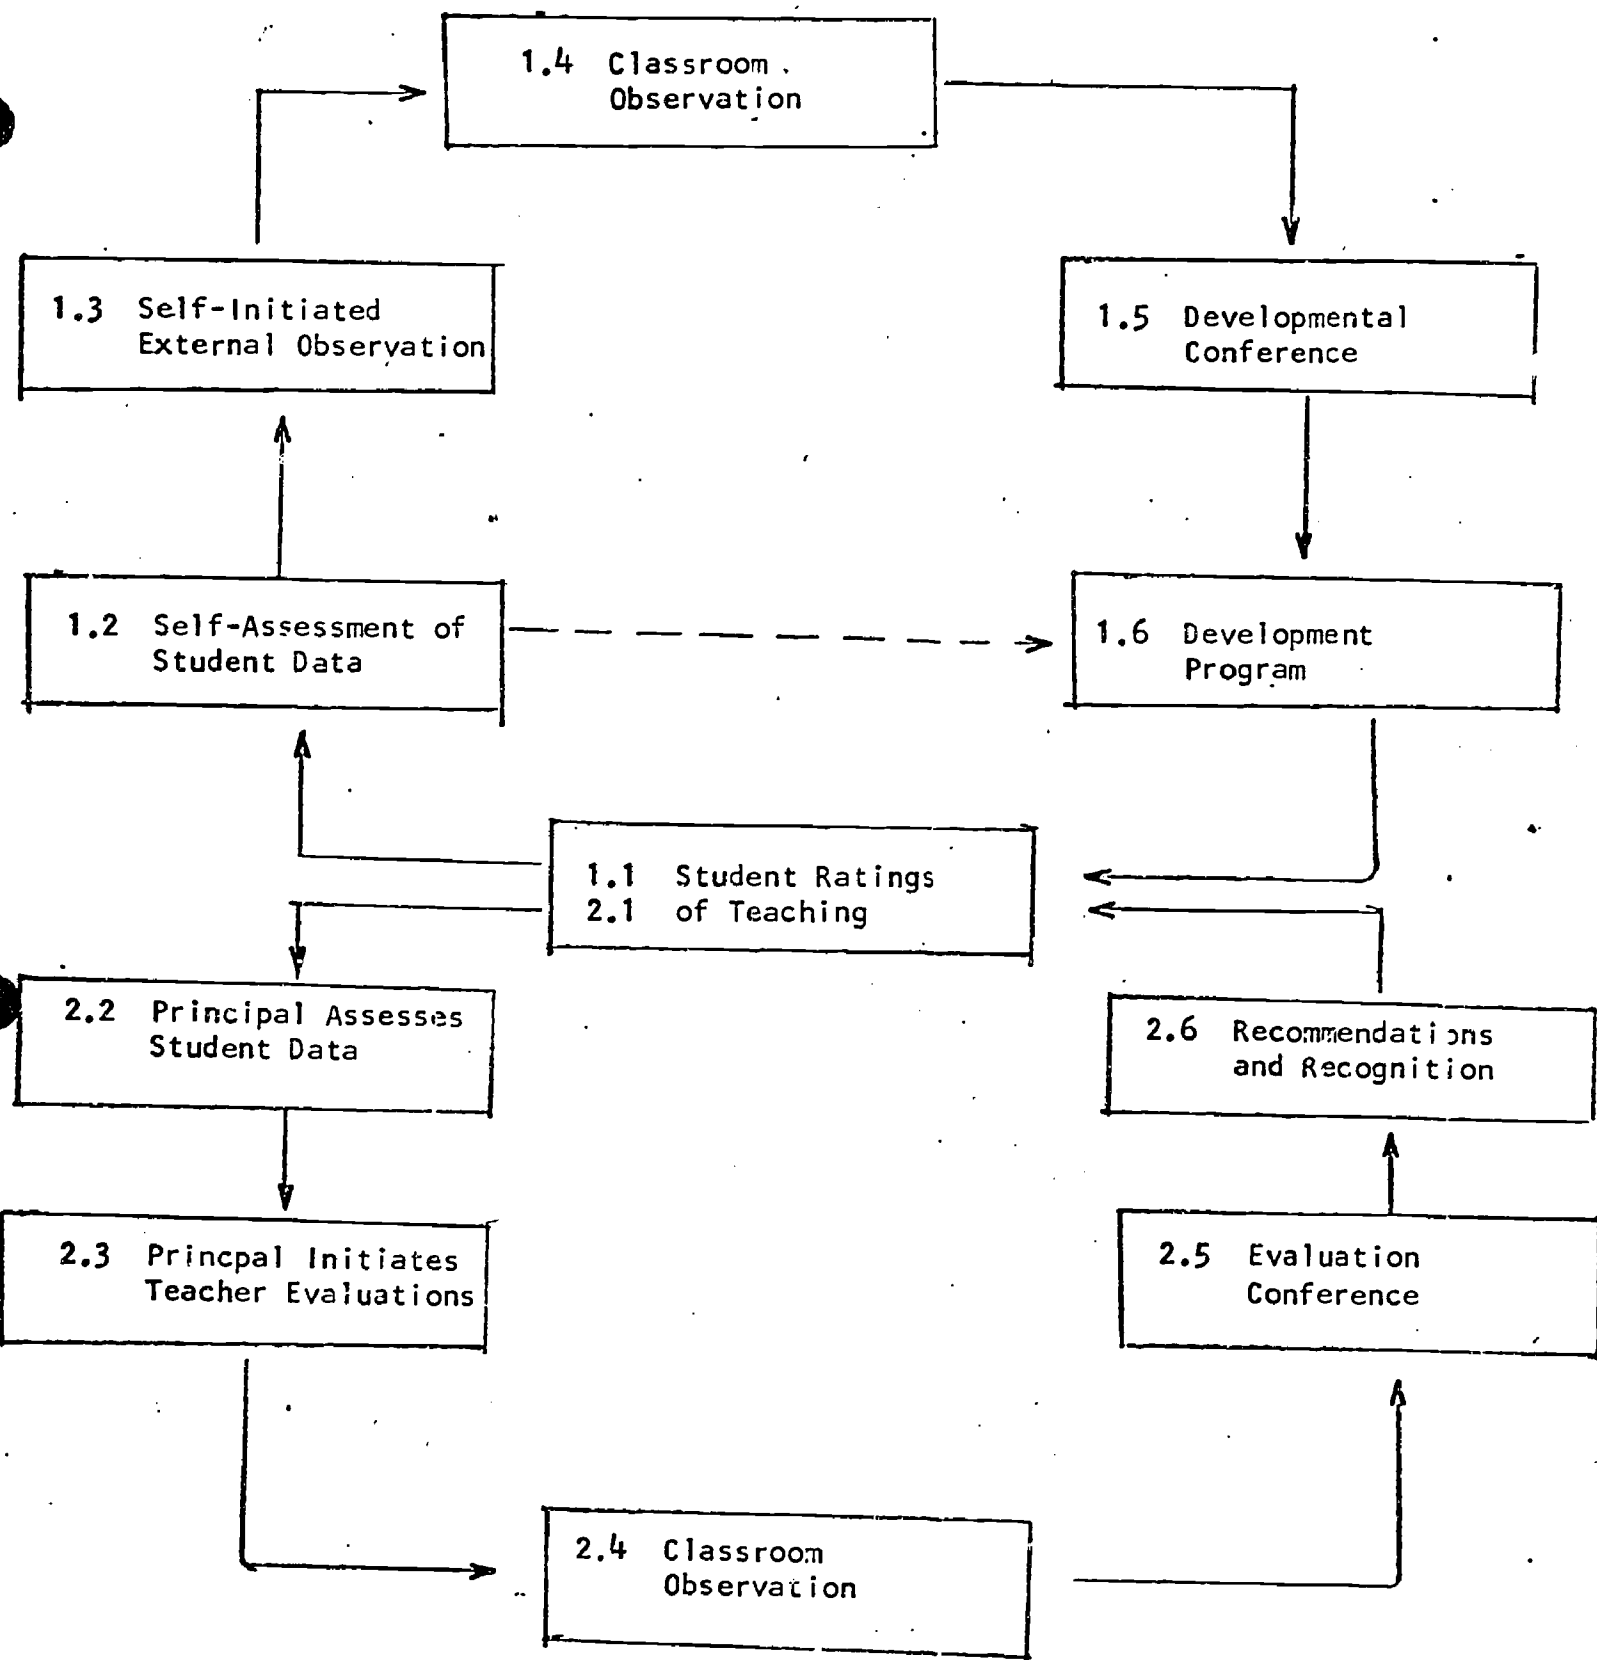 1.4 Classroom
Observation
1.3 Self-Initiated
External Observation
1.5 Developmental
Conference
1.2 Self-Assessment of
Student Data
1.6 Development
Program
1.1 Student Ratings
2.1 of Teaching
2.2 Principal Assesses
Student Data
2.6 Recommendations
and Recognition
2.3 Princpal Initiates
Teacher Evaluations
2.5 Evaluation
Conference
2.4 Classroom
Observation